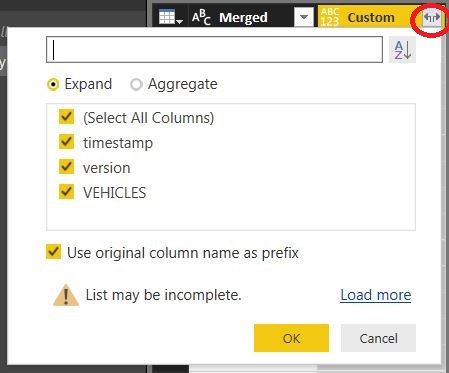 ABC Merged
ABC 123 Custom
A Z
Expand
Aggregate
(Select All Columns)
timestamp
version
VEHICLES
Use original column name as prefix
List may be incomplete.
Load more
OK
Cancel